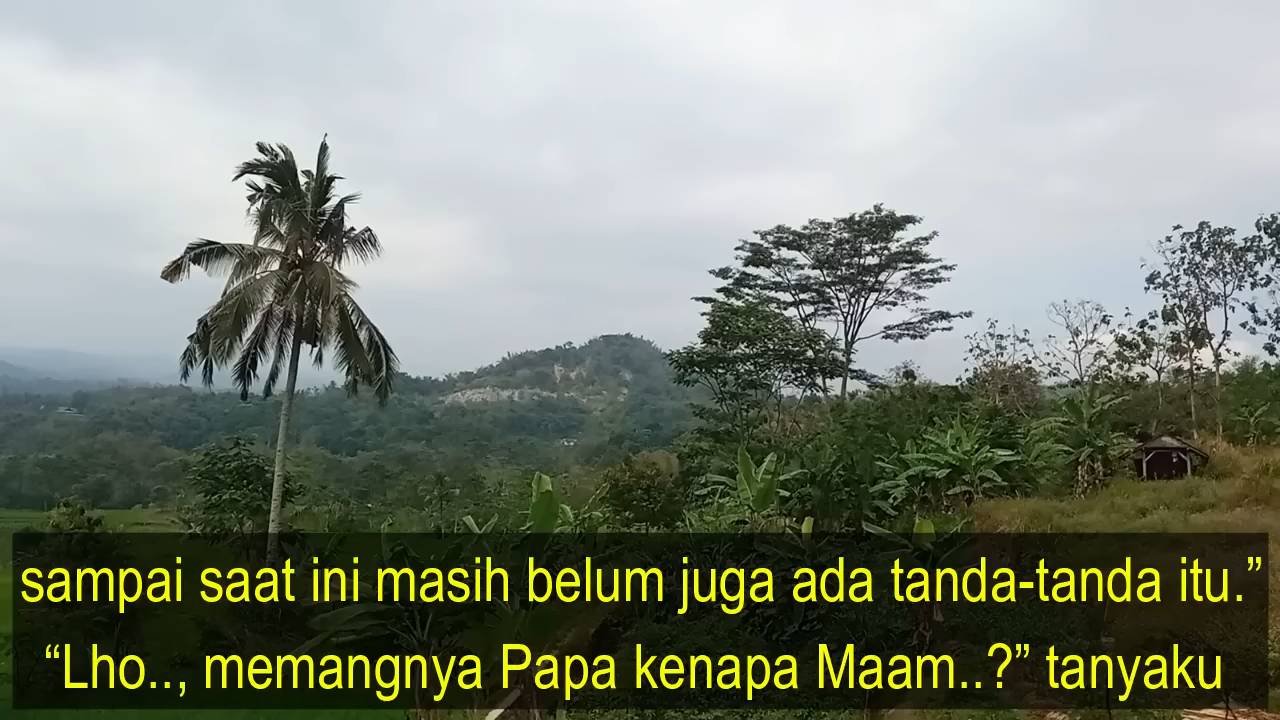 sampai saat ini masih belum juga ada tanda-tanda itu.”
“Lho.., memangnya Papa kenapa Maam..?” tanyaku